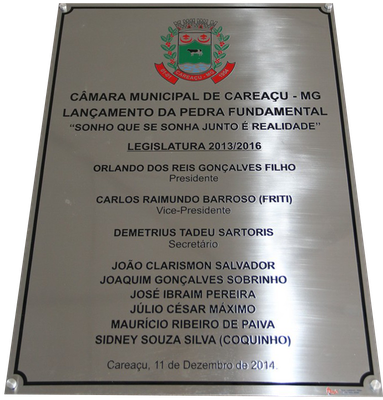 CAREAÇU - MG
CÂMARA MUNICIPAL DE CAREAÇU - MG
LANÇAMENTO DA PEDRA FUNDAMENTAL
“SONHO QUE SE SONHA JUNTO É REALIDADE”
LEGISLATURA 2013/2016
ORLANDO DOS REIS GONÇALVES FILHO
Presidente
CARLOS RAIMUNDO BARROSO (FRITI)
Vice-Presidente
DEMETRIUS TADEU SARTORIS
Secretário
JOÃO CLARISMON SALVADOR
JOAQUIM GONÇALVES SOBRINHO
JOSÉ IBRAIM PEREIRA
JÚLIO CÉSAR MÁXIMO
MAURÍCIO RIBEIRO DE PAIVA
SIDNEY SOUZA SILVA (COQUINHO)
Careaçu, 11 de Dezembro de 2014.